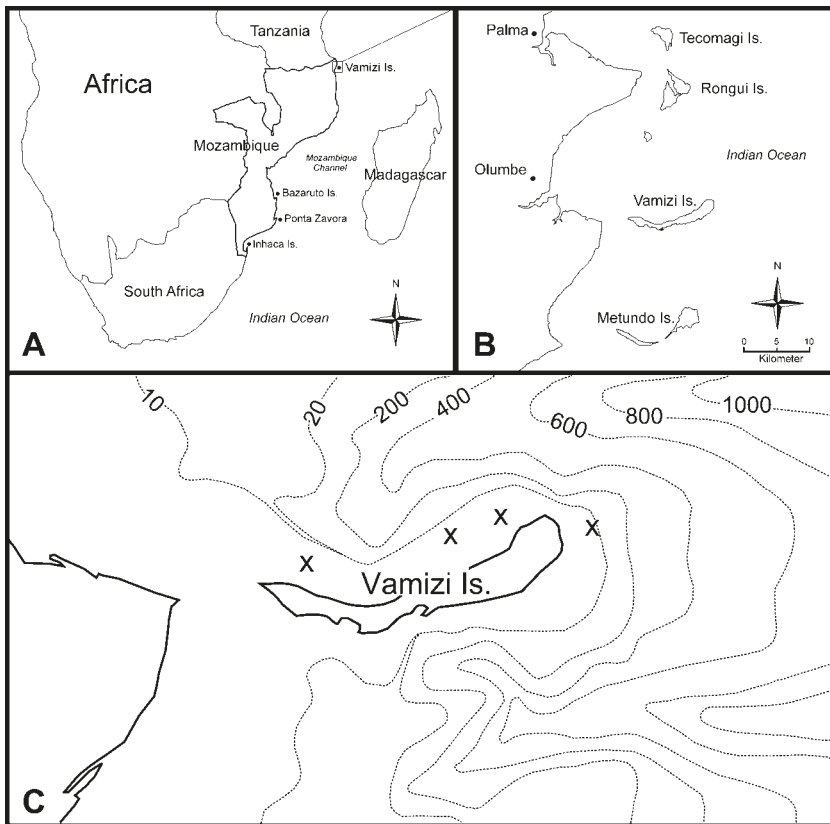 Tanzania
Vamizi Is.
Africa
Mozambique
Mozambique
Channel
Madagascar
Bazaruto Is.
Ponta Zavora
Inhaca Is.
South Africa
Indian Ocean
N
A
Palma
Tecomagi Is.
Rongui Is.
Indian Ocean
Olumbe
Vamizi Is.
N
Metundo Is.
0 5 10
Kilometer
B
10
20
200
400
600
800
1000
X
X
X
X
Vamizi Is.
C